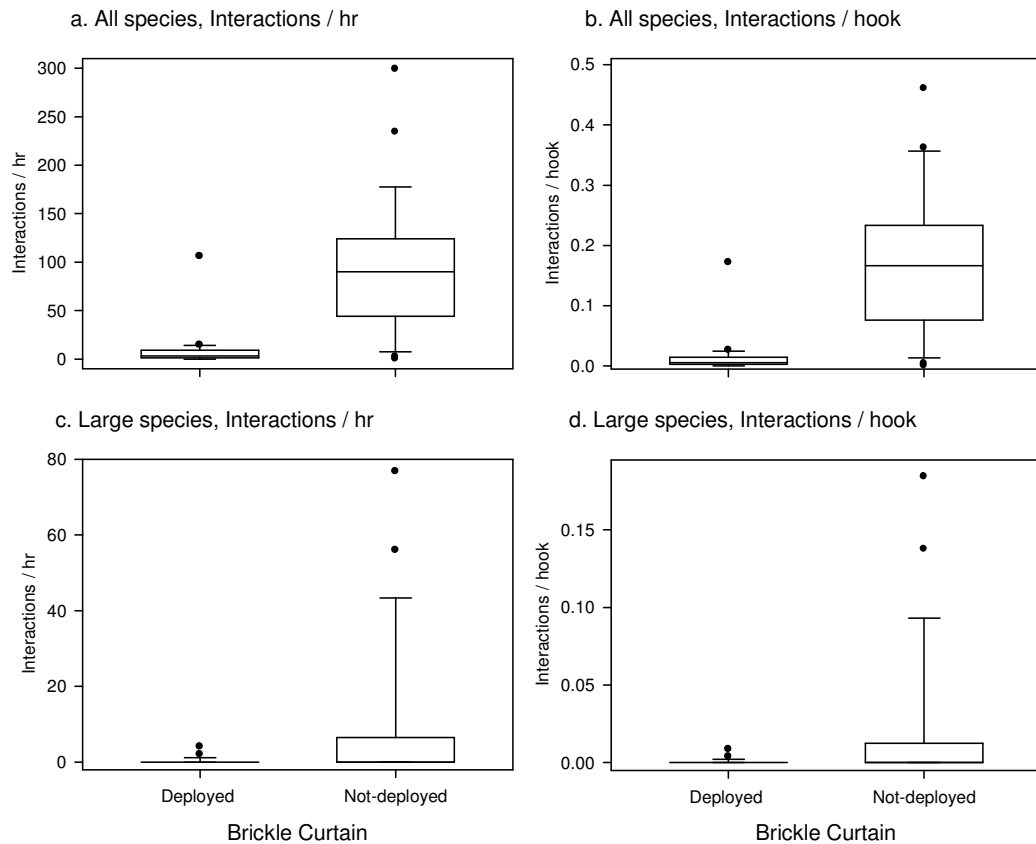 a. All species, Interactions / hr
b. All species, Interactions / hook
Interactions / hr
300
250
200
150
100
50
0
Interactions / hook
0.5
0.4
0.3
0.2
0.1
0.0
c. Large species, Interactions / hr
d. Large species, Interactions / hook
Interactions / hr
80
60
40
20
0
Interactions / hook
0.15
0.10
0.05
0.00
Deployed Not-deployed
Deployed Not-deployed
Brickle Curtain
Brickle Curtain